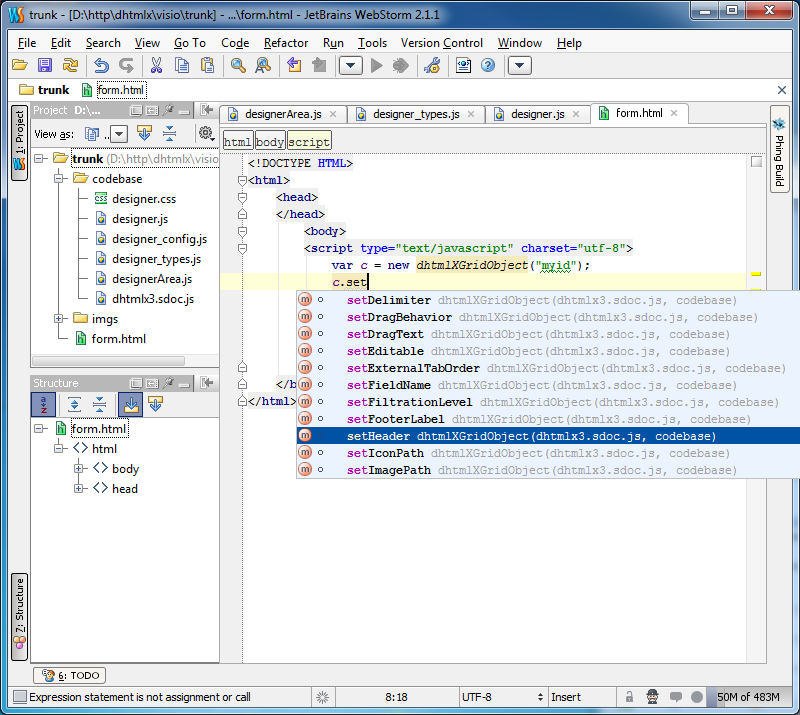 trunk - [D:\http\dhtmlx\visio\trunk] - ...\form.html - JetBrains WebStorm 2.1.1
File Edit Search View Go To Code Refactor Run Tools Version Control Window Help
trunk form.html
Project D:\...
designerArea.js designer_types.js designer.js form.html
1: Project
View as: ..
html body script
Phing Build
trunk (D:\http\dhtmlx\visio
codebase
designer.css
designer.js
designer_config.js
designer_types.js
designerArea.js
dhtmlx3.sdoc.js
imgs
form.html
<!DOCTYPE HTML>
<html>
<head>
</head>
<body>
<script type="text/javascript" charset="utf-8">
var c = new dhtmlXGridObject("myid");
c.set
m setDelimiter dhtmlXGridObject(dhtmlx3.sdoc.js, codebase)
m setDragBehavior dhtmlXGridObject(dhtmlx3.sdoc.js, codebase)
m setDragText dhtmlXGridObject(dhtmlx3.sdoc.js, codebase)
m setEditable dhtmlXGridObject(dhtmlx3.sdoc.js, codebase)
m setExternalTabOrder dhtmlXGridObject(dhtmlx3.sdoc.js, codebase)
m setFieldName dhtmlXGridObject(dhtmlx3.sdoc.js, codebase)
m setFiltrationLevel dhtmlXGridObject(dhtmlx3.sdoc.js, codebase)
m setFooterLabel dhtmlXGridObject(dhtmlx3.sdoc.js, codebase)
m setHeader dhtmlXGridObject(dhtmlx3.sdoc.js, codebase)
m setIconPath dhtmlXGridObject(dhtmlx3.sdoc.js, codebase)
m setImagePath dhtmlXGridObject(dhtmlx3.sdoc.js, codebase)
</b
</html>
Structure
form.html
html
body
head
7: Structure
6: TODO
Expression statement is not assignment or call 8:18 UTF-8 Insert 50M of 483M